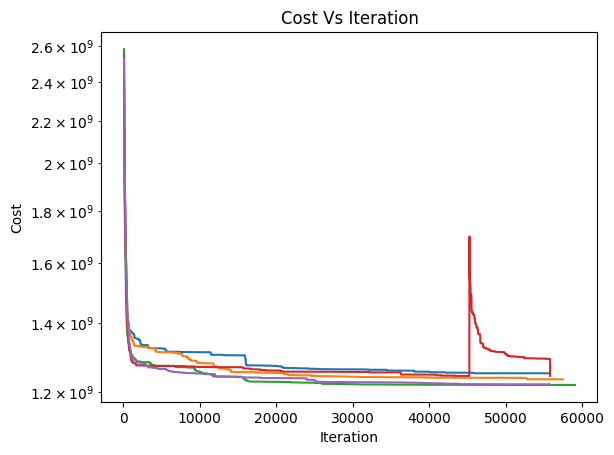 Cost Vs Iteration
2.6 × 10⁹
2.4 × 10⁹
2.2 × 10⁹
2 × 10⁹
1.8 × 10⁹
1.6 × 10⁹
1.4 × 10⁹
1.2 × 10⁹
Cost
0 10000 20000 30000 40000 50000 60000
Iteration